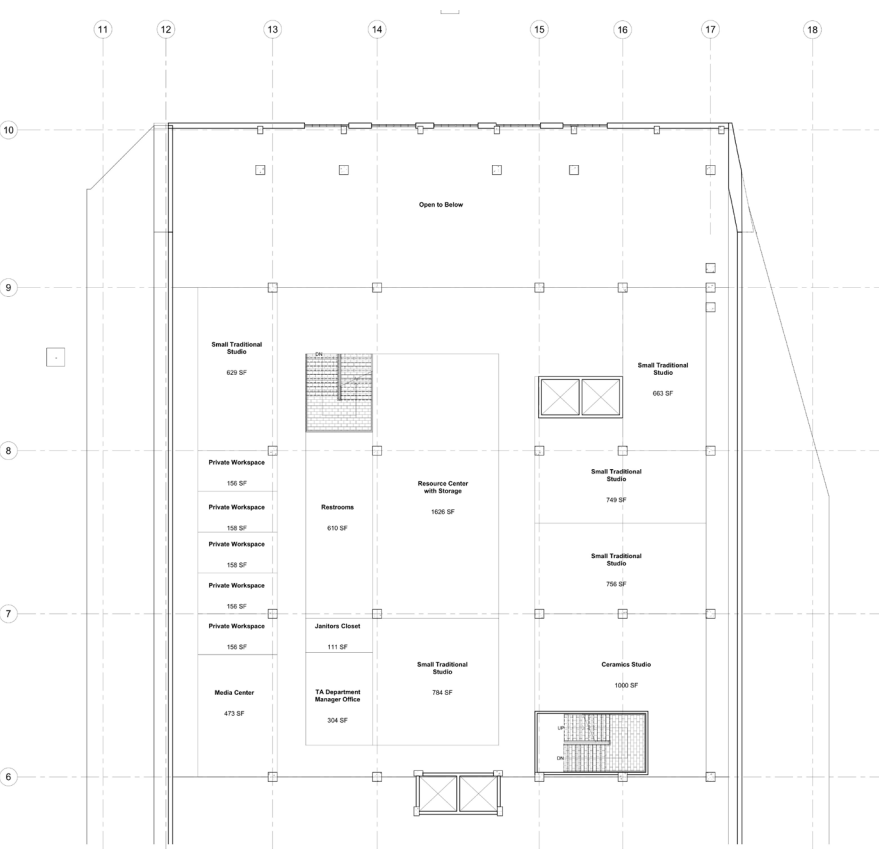 11
12
13
14
15
16
17
18
10
Open to Below
9
Small Traditional
Studio
629 SF
DN
Small Traditional
Studio
663 SF
8
Private Workspace
156 SF
Resource Center
with Storage
1626 SF
Small Traditional
Studio
749 SF
Private Workspace
158 SF
Restrooms
610 SF
Private Workspace
158 SF
Small Traditional
Studio
756 SF
Private Workspace
156 SF
7
Private Workspace
156 SF
Janitors Closet
111 SF
Small Traditional
Studio
784 SF
Ceramics Studio
1000 SF
Media Center
473 SF
TA Department
Manager Office
304 SF
UP
DN
6